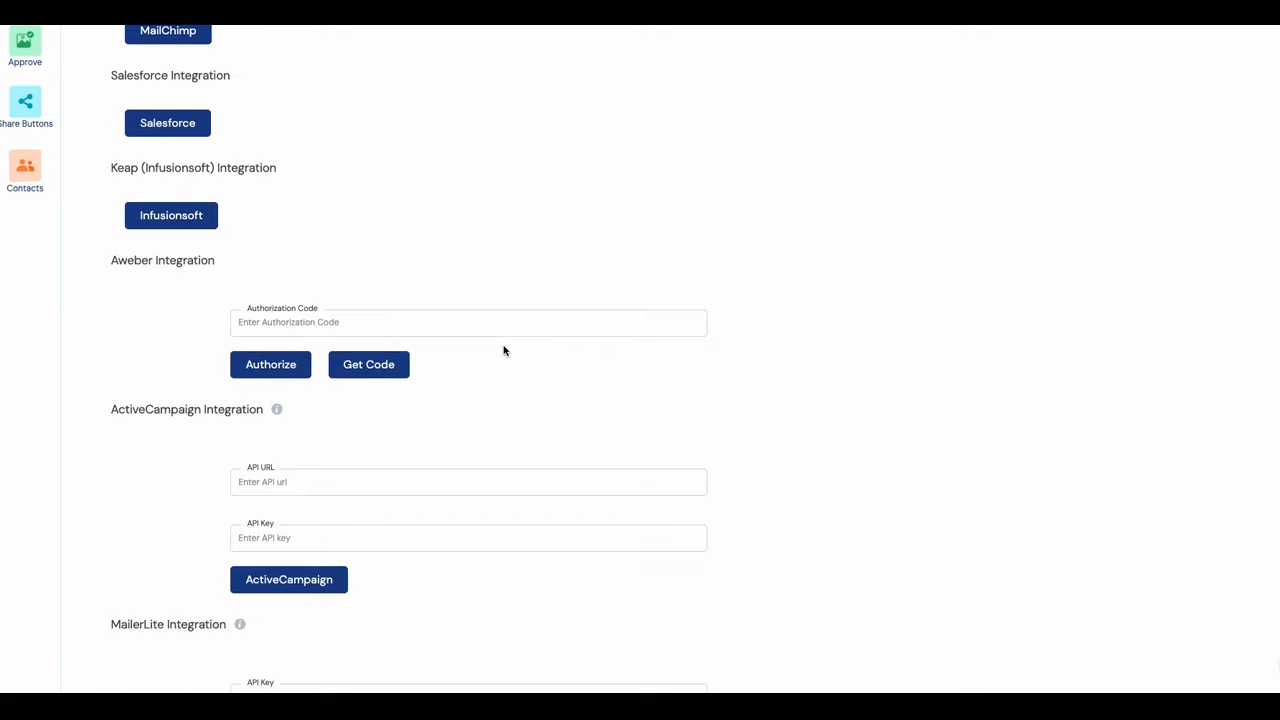 MailChimp
Approve
Salesforce Integration
Share Buttons
Salesforce
Keap (Infusionsoft) Integration
Contacts
Infusionsoft
Aweber Integration
Authorization Code
Enter Authorization Code
Authorize
Get Code
ActiveCampaign Integration
API URL
Enter API url
API Key
Enter API key
ActiveCampaign
MailerLite Integration
API Key